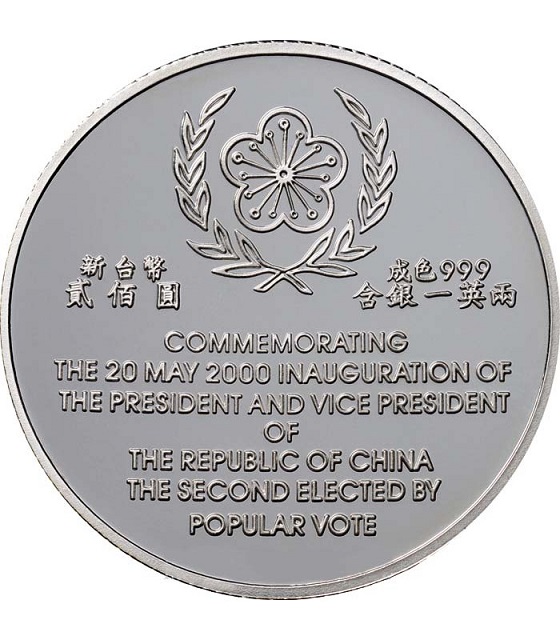 新台幣
貳佰圓
成色999
含銀一英兩
COMMEMORATING
THE 20 MAY 2000 INAUGURATION OF
THE PRESIDENT AND VICE PRESIDENT
OF
THE REPUBLIC OF CHINA
THE SECOND ELECTED BY
POPULAR VOTE